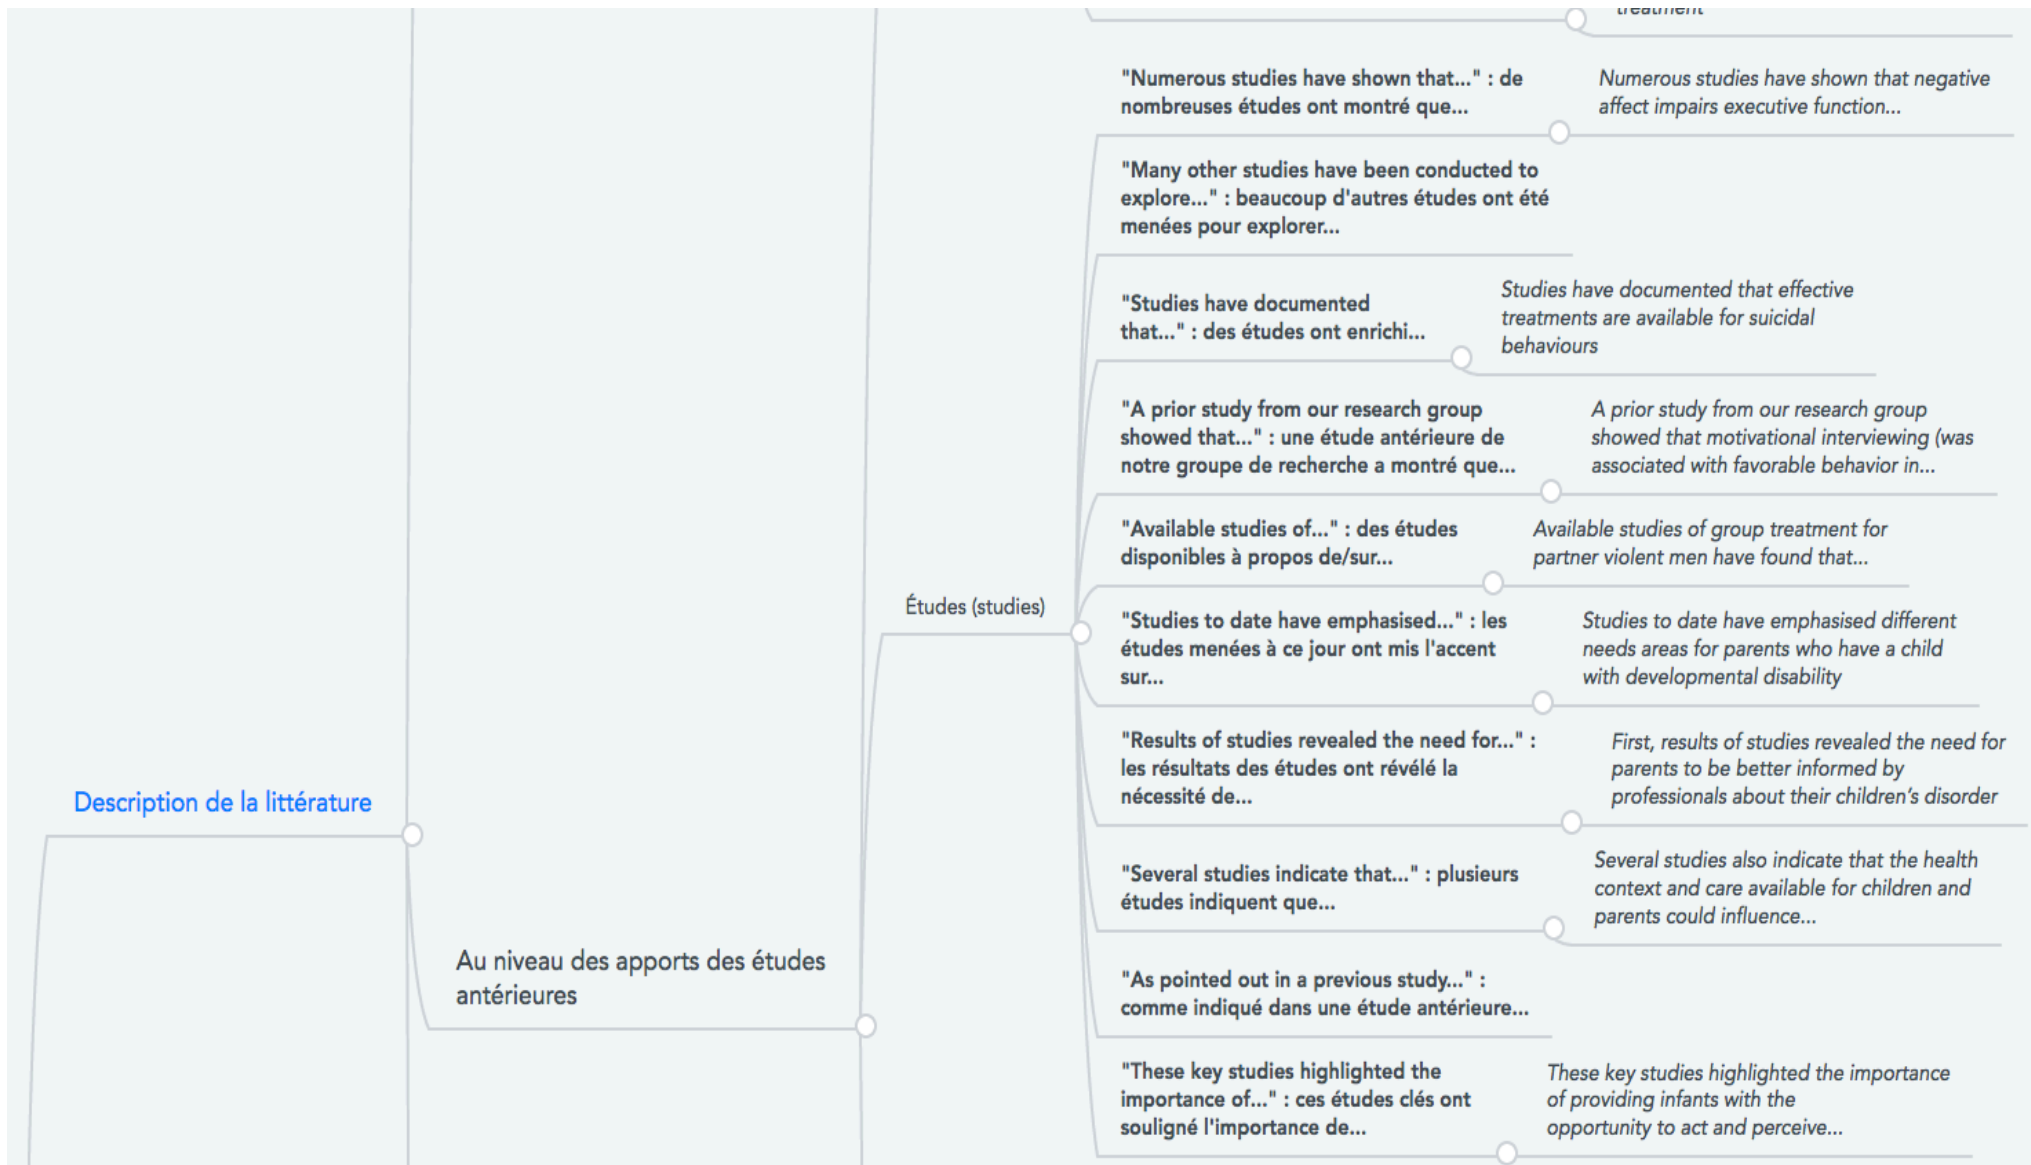 treatment
"Numerous studies have shown that..." : de
nombreuses études ont montré que...
Numerous studies have shown that negative
affect impairs executive function...
"Many other studies have been conducted to
explore..." : beaucoup d'autres études ont été
menées pour explorer...
"Studies have documented
that..." : des études ont enrichi...
Studies have documented that effective
treatments are available for suicidal
behaviours
"A prior study from our research group
showed that..." : une étude antérieure de
notre groupe de recherche a montré que...
A prior study from our research group
showed that motivational interviewing (was
associated with favorable behavior in...
"Available studies of..." : des études
disponibles à propos de/sur...
Available studies of group treatment for
partner violent men have found that...
Études (studies)
"Studies to date have emphasised..." : les
études menées à ce jour ont mis l'accent
sur...
Studies to date have emphasised different
needs areas for parents who have a child
with developmental disability
"Results of studies revealed the need for..." :
les résultats des études ont révélé la
nécessité de...
First, results of studies revealed the need for
parents to be better informed by
professionals about their children’s disorder
Description de la littérature
"Several studies indicate that..." : plusieurs
études indiquent que...
Several studies also indicate that the health
context and care available for children and
parents could influence...
Au niveau des apports des études
antérieures
"As pointed out in a previous study..." :
comme indiqué dans une étude antérieure...
"These key studies highlighted the
importance of..." : ces études clés ont
souligné l'importance de...
These key studies highlighted the importance
of providing infants with the
opportunity to act and perceive...